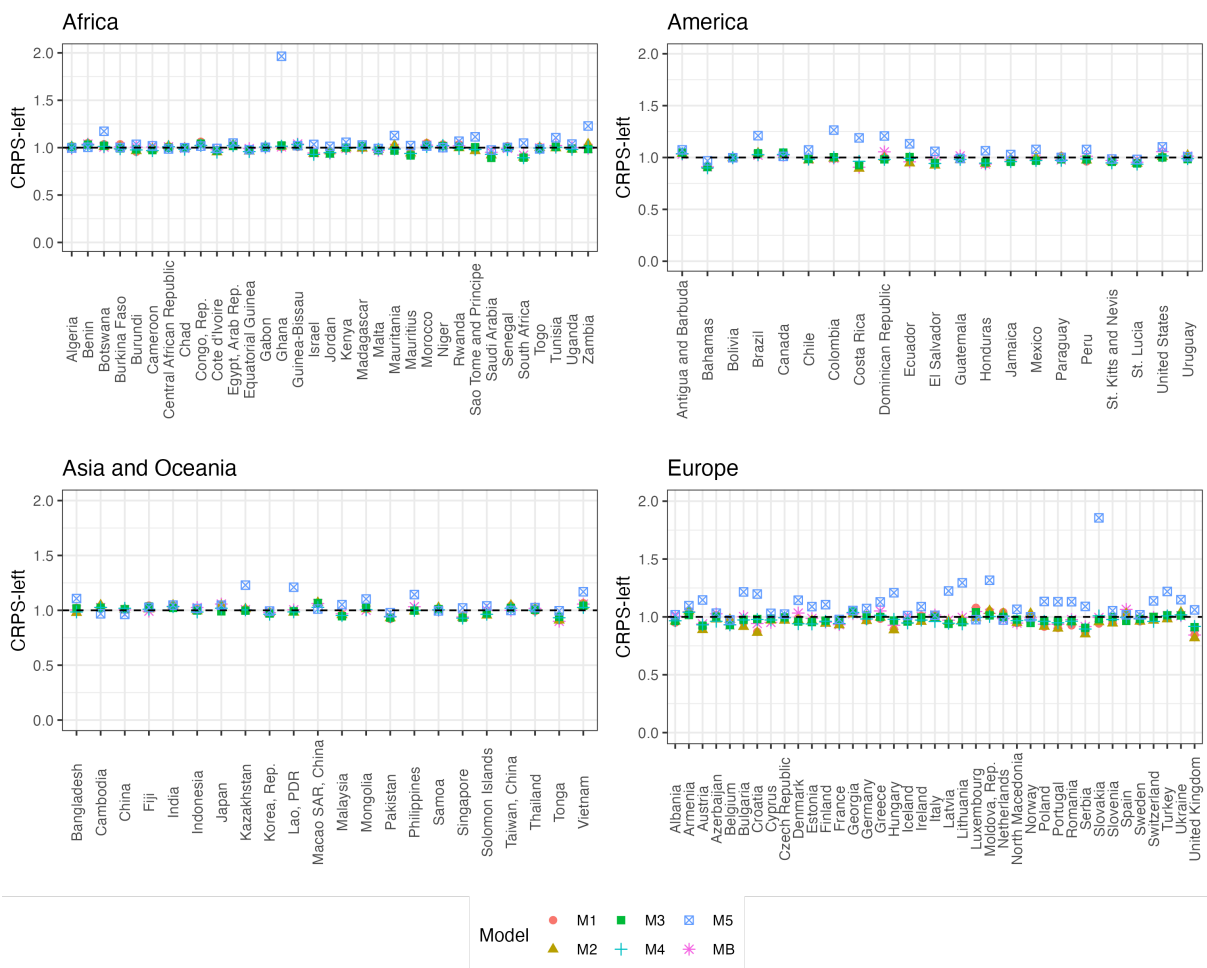 Africa
America
CRPS-left
2.0
1.5
1.0
0.5
0.0
Algeria
Benin
Botswana
Burkina Faso
Burundi
Cameroon
Central African Republic
Chad
Congo, Rep.
Cote d'Ivoire
Egypt, Arab Rep.
Equatorial Guinea
Gabon
Ghana
Guinea-Bissau
Israel
Jordan
Kenya
Madagascar
Malta
Mauritania
Mauritius
Morocco
Niger
Rwanda
Sao Tome and Principe
Saudi Arabia
Senegal
South Africa
Togo
Tunisia
Uganda
Zambia
CRPS-left
2.0
1.5
1.0
0.5
0.0
Antigua and Barbuda
Bahamas
Bolivia
Brazil
Canada
Chile
Colombia
Costa Rica
Dominican Republic
Ecuador
El Salvador
Guatemala
Honduras
Jamaica
Mexico
Paraguay
Peru
St. Kitts and Nevis
St. Lucia
United States
Uruguay
Asia and Oceania
Europe
CRPS-left
2.0
1.5
1.0
0.5
0.0
Bangladesh
Cambodia
China
Fiji
India
Indonesia
Japan
Kazakhstan
Korea, Rep.
Lao, PDR
Macao SAR, China
Malaysia
Mongolia
Pakistan
Philippines
Samoa
Singapore
Solomon Islands
Taiwan, China
Thailand
Tonga
Vietnam
CRPS-left
2.0
1.5
1.0
0.5
0.0
Albania
Armenia
Austria
Azerbaijan
Belgium
Bulgaria
Croatia
Cyprus
Czech Republic
Denmark
Estonia
Finland
France
Georgia
Germany
Greece
Hungary
Iceland
Ireland
Italy
Latvia
Lithuania
Luxembourg
Moldova, Rep.
Netherlands
North Macedonia
Norway
Poland
Portugal
Romania
Serbia
Slovakia
Slovenia
Spain
Sweden
Switzerland
Turkey
Ukraine
United Kingdom
Model
M1
M3
M5
M2
M4
MB